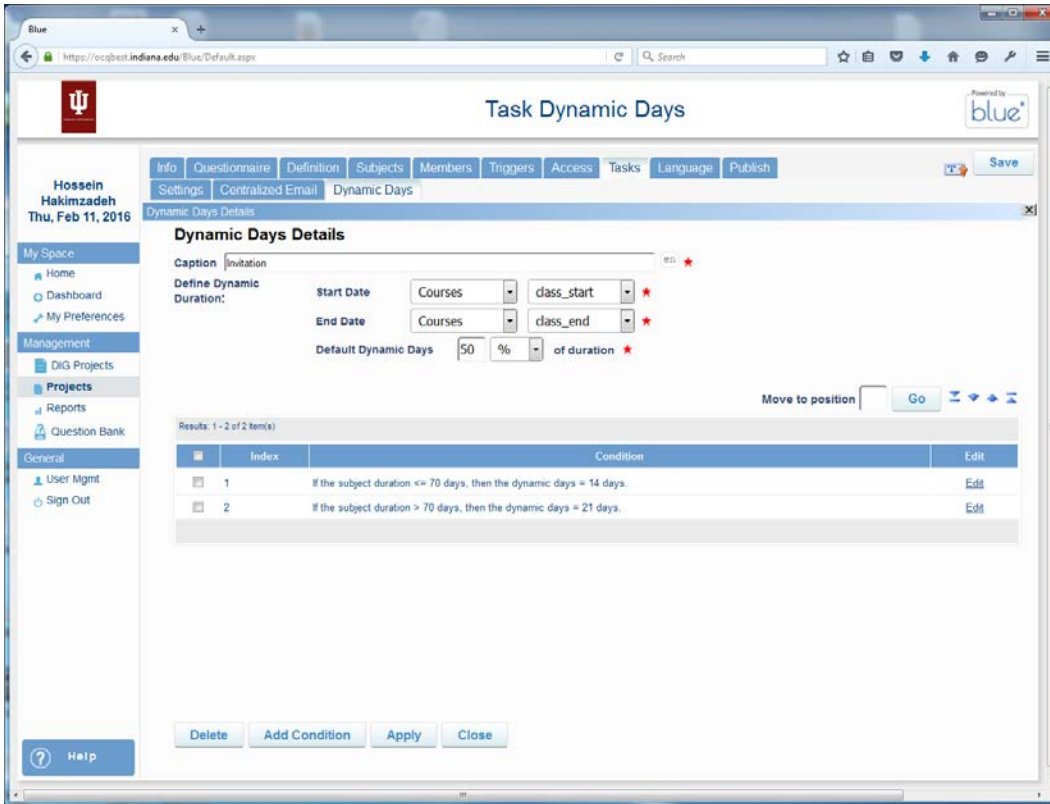 Blue
https://ecqbest.indiana.edu/Blue/Default.aspx
Search
Task Dynamic Days
Powered by
blue
Hossein
Hakimzadeh
Thu, Feb 11, 2016
Info Questionnaire Definition Subjects Members Triggers Access Tasks Language Publish
Save
Settings Centralized Email Dynamic Days
Dynamic Days Details
My Space
Home
Dashboard
My Preferences
Management
DIG Projects
Projects
Reports
Question Bank
General
User Mgmt
Sign Out
Dynamic Days Details
Caption Invitation en
Define Dynamic
Duration:
Start Date Courses class_start
End Date Courses class_end
Default Dynamic Days 50 % of duration
Move to position Go
Results: 1 - 2 of 2 item(s)
Index Condition Edit
1 If the subject duration <= 70 days, then the dynamic days = 14 days. Edit
2 If the subject duration > 70 days, then the dynamic days = 21 days. Edit
Delete Add Condition Apply Close
? Help